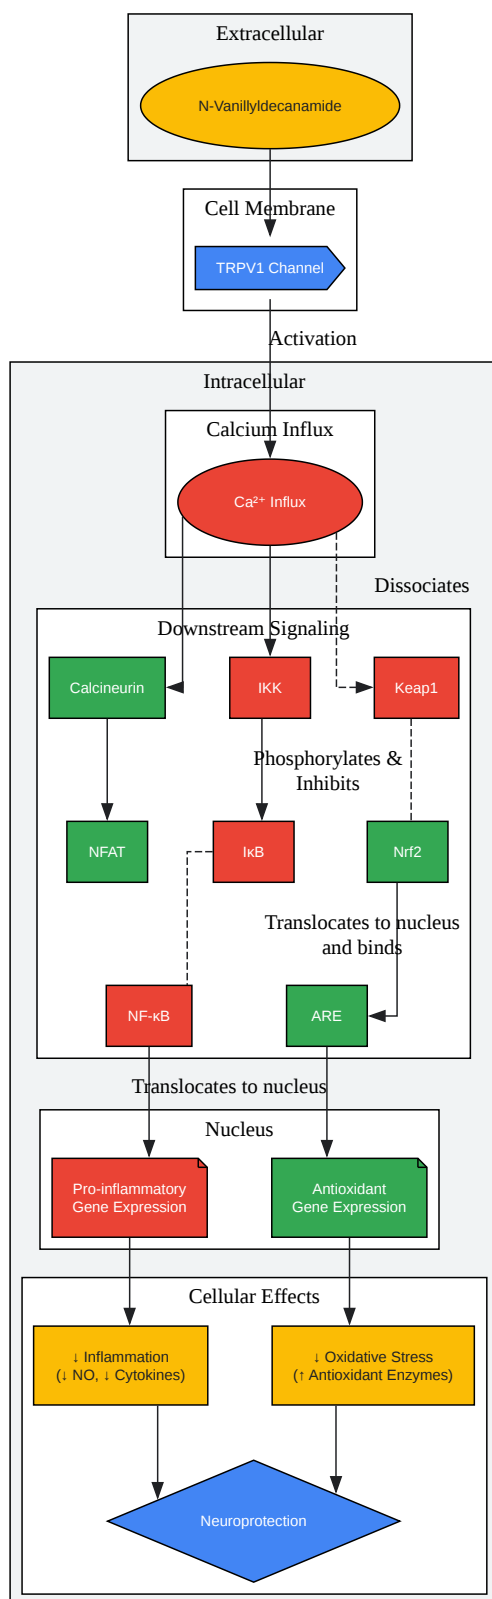 Extracellular
N-Vanillyldecanamide
Cell Membrane
TRPV1 Channel
Activation
Intracellular
Calcium Influx
Ca²⁺ Influx
Dissociates
Downstream Signaling
Calcineurin
IKK
Keap1
Phosphorylates &
Inhibits
NFAT
IκB
Nrf2
Translocates to nucleus
and binds
NF-κB
ARE
Translocates to nucleus
Nucleus
Pro-inflammatory
Gene Expression
Antioxidant
Gene Expression
Cellular Effects
↓ Inflammation
(↓ NO, ↓ Cytokines)
↓ Oxidative Stress
(↑ Antioxidant Enzymes)
Neuroprotection